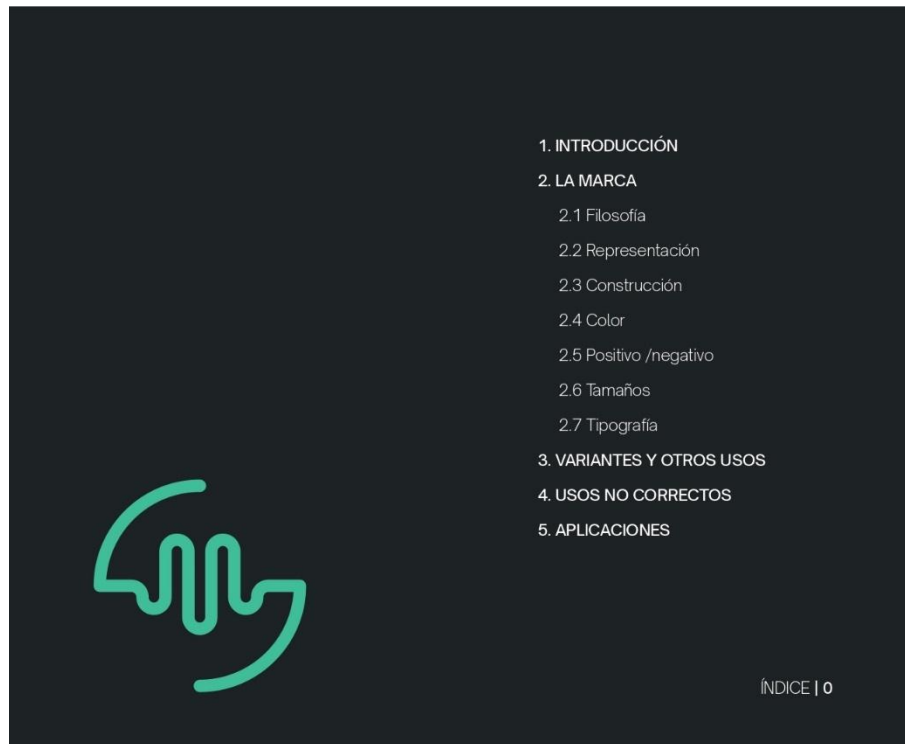 1. INTRODUCCIÓN
2. LA MARCA
2.1 Filosofía
2.2 Representación
2.3 Construcción
2.4 Color
2.5 Positivo /negativo
2.6 Tamaños
2.7 Tipografía
3. VARIANTES Y OTROS USOS
4. USOS NO CORRECTOS
5. APLICACIONES
ÍNDICE | 0